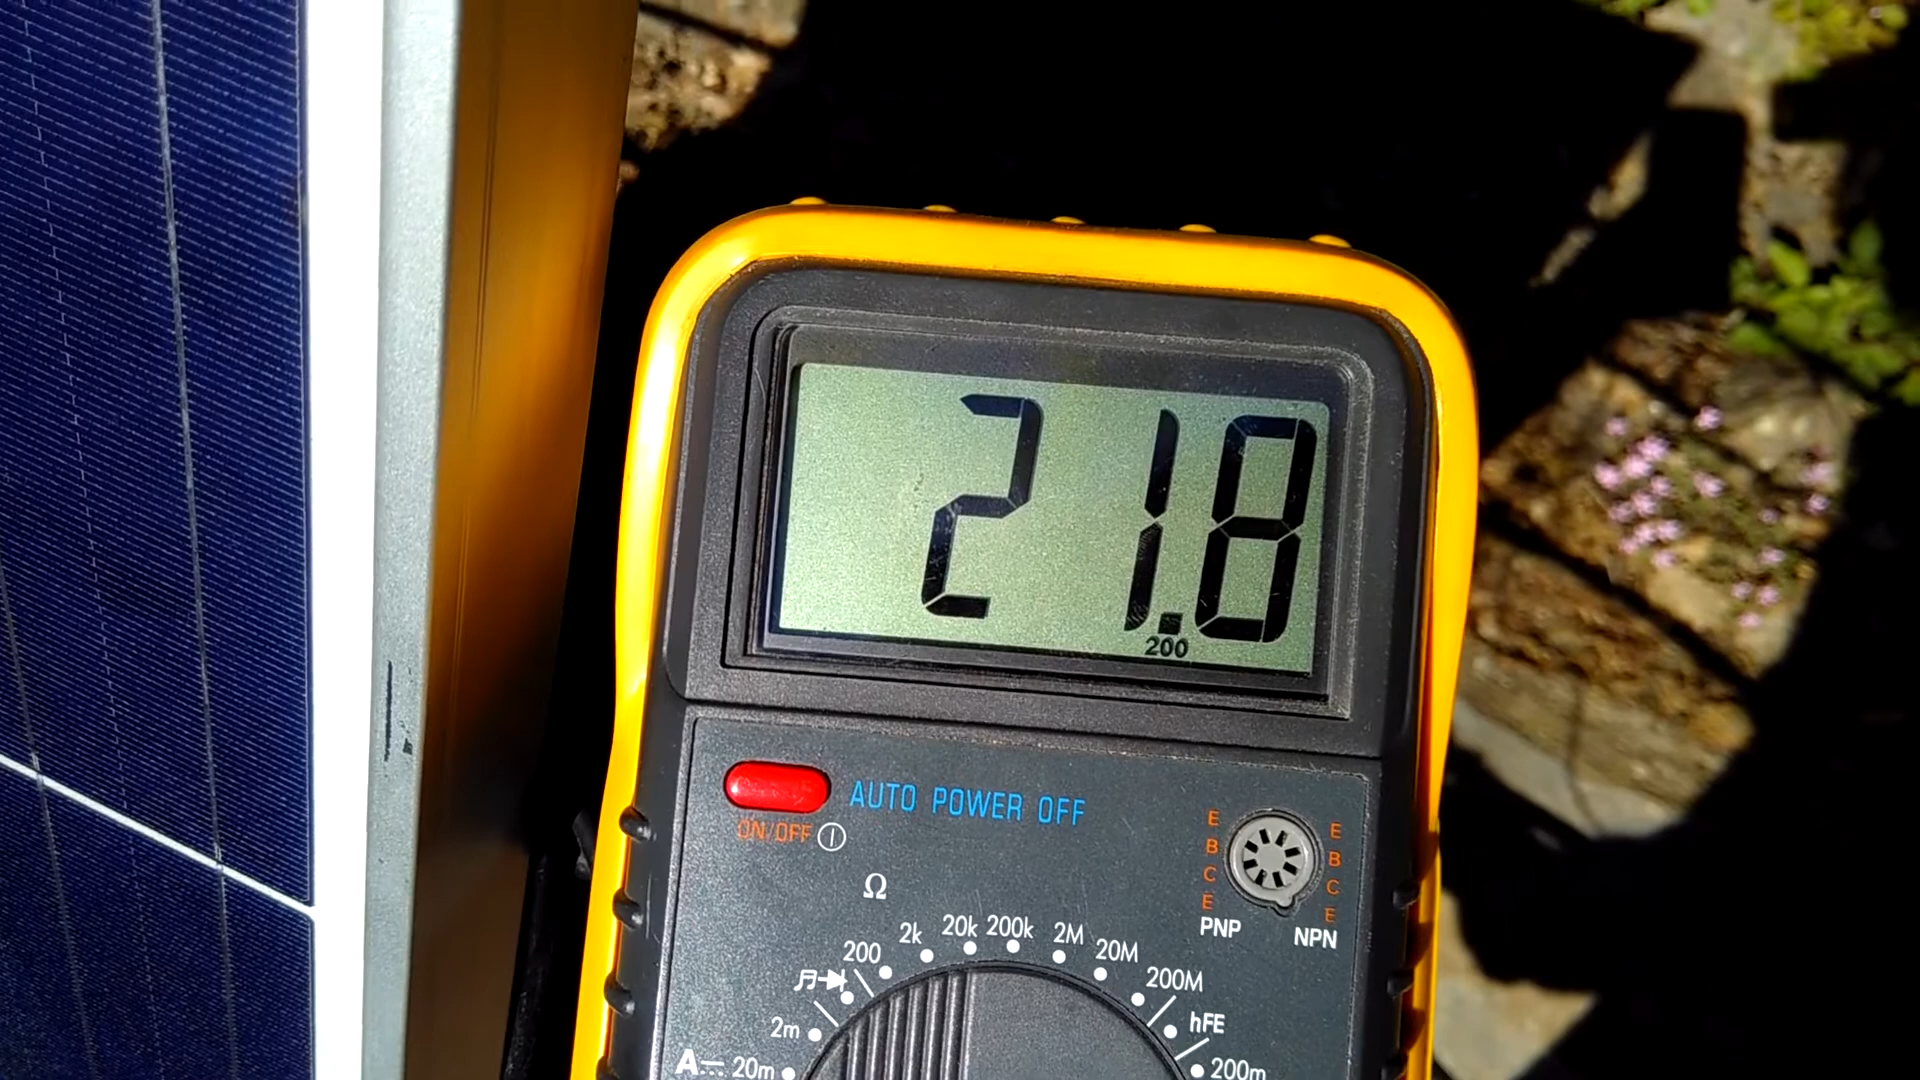 21.8
200
AUTO POWER OFF
ON/OFF
E E
B B
C C
E E
PNP NPN
Ω
200 2k 20k 200k 2M 20M 200M
hFE
2m
A 20m 200m